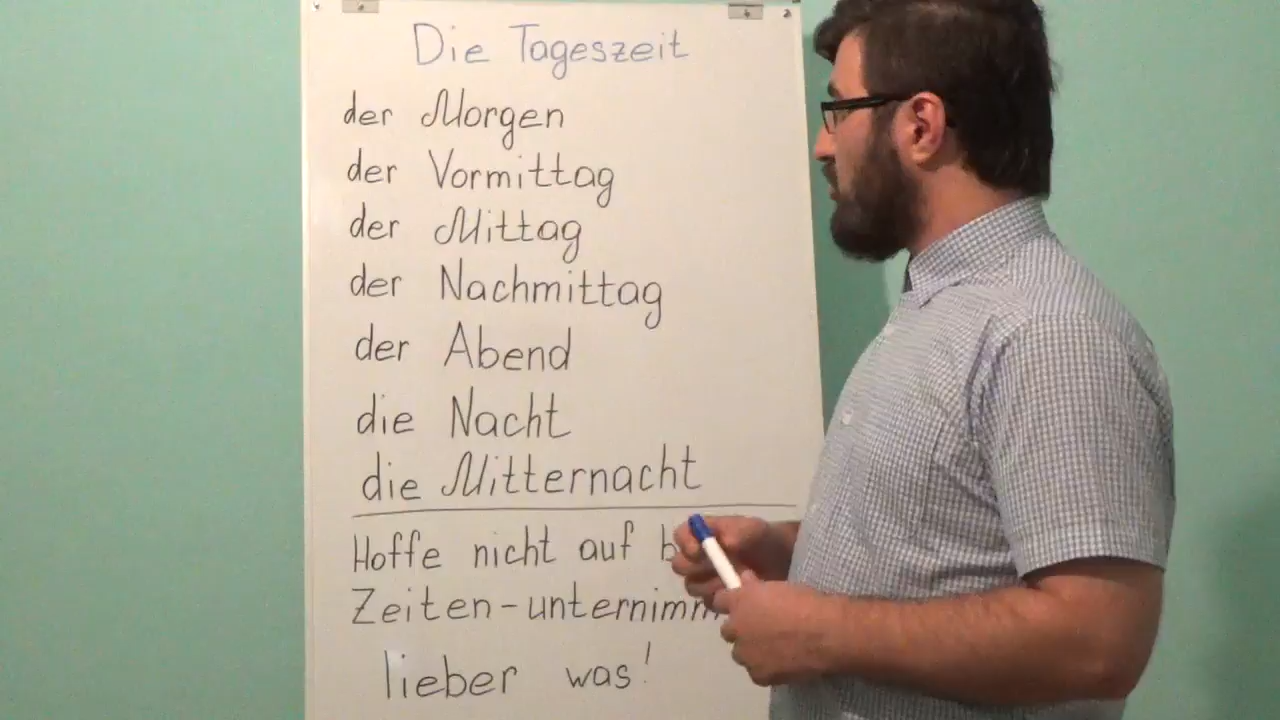 Die Tageszeit
der Morgen
der Vormittag
der Mittag
der Nachmittag
der Abend
die Nacht
die Mitternacht
Hoffe nicht auf
Zeiten - unternimm
lieber was!